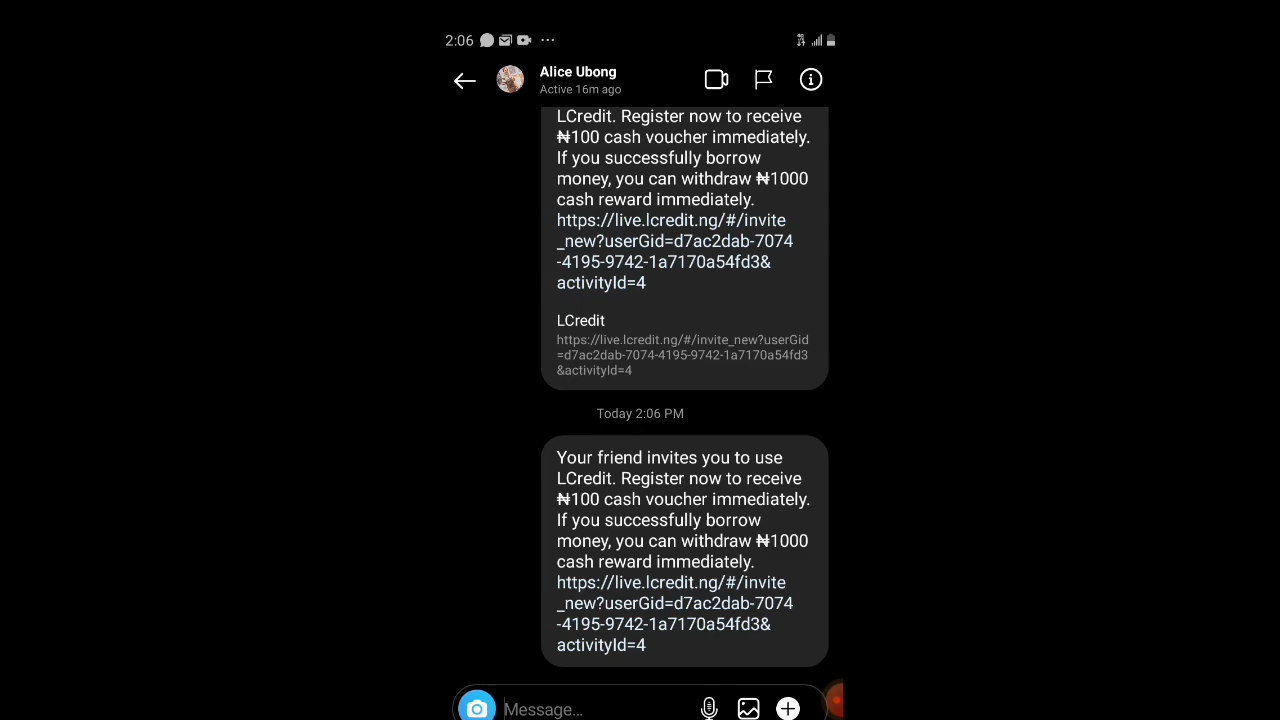 2:06
4G
Alice Ubong
Active 16m ago
LCredit. Register now to receive
₦100 cash voucher immediately.
If you successfully borrow
money, you can withdraw ₦1000
cash reward immediately.
https://live.lcredit.ng/#/invite
_new?userGid=d7ac2dab-7074
-4195-9742-1a7170a54fd3&
activityId=4
LCredit
https://live.lcredit.ng/#/invite_new?userGid
=d7ac2dab-7074-4195-9742-1a7170a54fd3
&activityId=4
Today 2:06 PM
Your friend invites you to use
LCredit. Register now to receive
₦100 cash voucher immediately.
If you successfully borrow
money, you can withdraw ₦1000
cash reward immediately.
https://live.lcredit.ng/#/invite
_new?userGid=d7ac2dab-7074
-4195-9742-1a7170a54fd3&
activityId=4
Message...